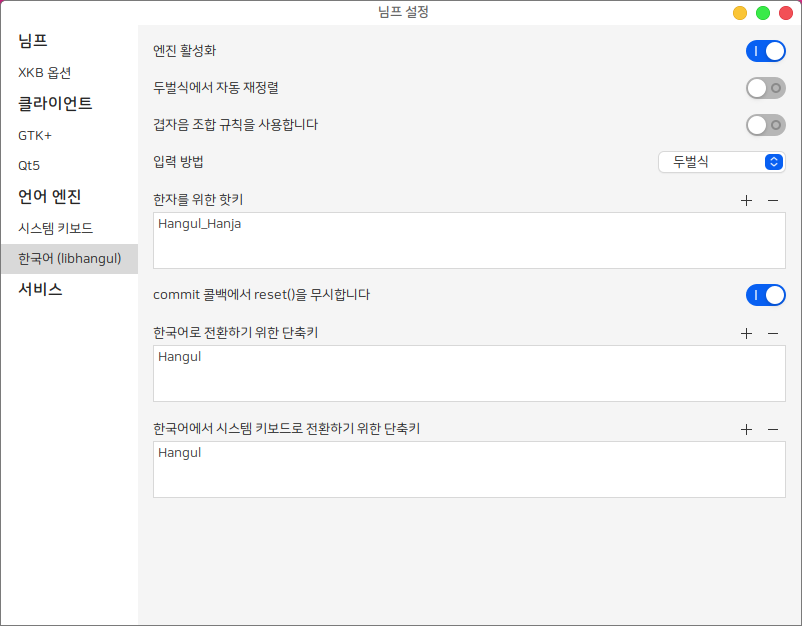 님프 설정
님프
XKB 옵션
클라이언트
GTK+
Qt5
언어 엔진
시스템 키보드
한국어 (libhangul)
서비스
엔진 활성화
두벌식에서 자동 재정렬
겹자음 조합 규칙을 사용합니다
입력 방법
두벌식
한자를 위한 핫키
Hangul_Hanja
commit 콜백에서 reset()을 무시합니다
한국어로 전환하기 위한 단축키
Hangul
한국어에서 시스템 키보드로 전환하기 위한 단축키
Hangul